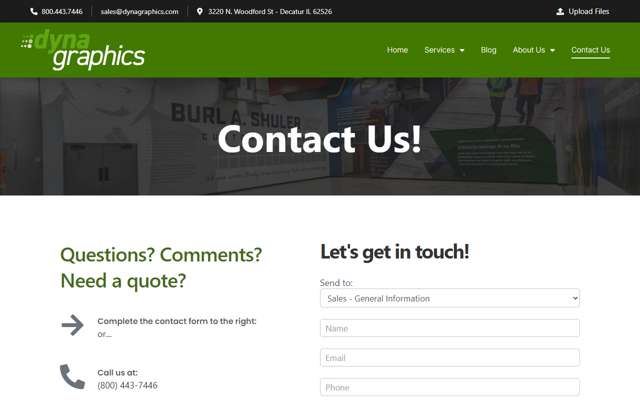 800.443.7446
sales@dynagraphics.com
3220 N. Woodford St - Decatur IL 62526
Upload Files
dyna
graphics
Home
Services
Blog
About Us
Contact Us
BURL A. SHULER
Contact Us!
Questions? Comments?
Need a quote?
Complete the contact form to the right:
or...
Call us at:
(800) 443-7446
Let's get in touch!
Send to:
Sales - General Information
Name
Email
Phone